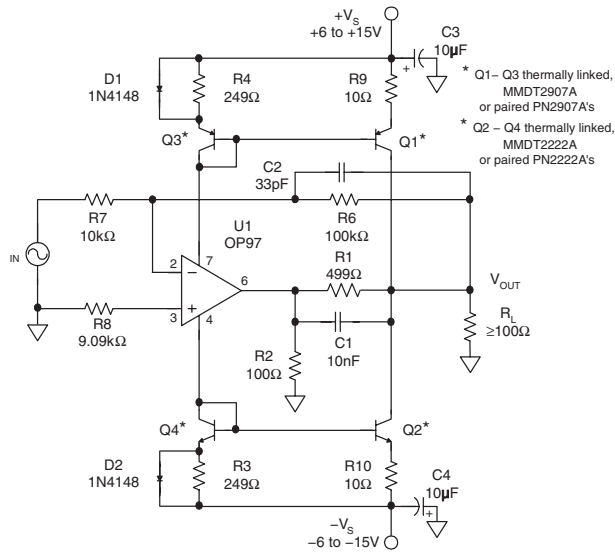 +V_S
+6 to +15V
C3
10µF
+
D1
1N4148
R4
249Ω
R9
10Ω
* Q1– Q3 thermally linked,
MMDT2907A
or paired PN2907A's
* Q2 – Q4 thermally linked,
MMDT2222A
or paired PN2222A's
Q3*
Q1*
C2
33pF
R7
10kΩ
U1
OP97
R6
100kΩ
R1
499Ω
IN
2
–
7
6
+
3
4
V_OUT
R8
9.09kΩ
R2
100Ω
C1
10nF
R_L
≥100Ω
Q4*
Q2*
D2
1N4148
R3
249Ω
R10
10Ω
C4
10µF
+
–V_S
–6 to –15V